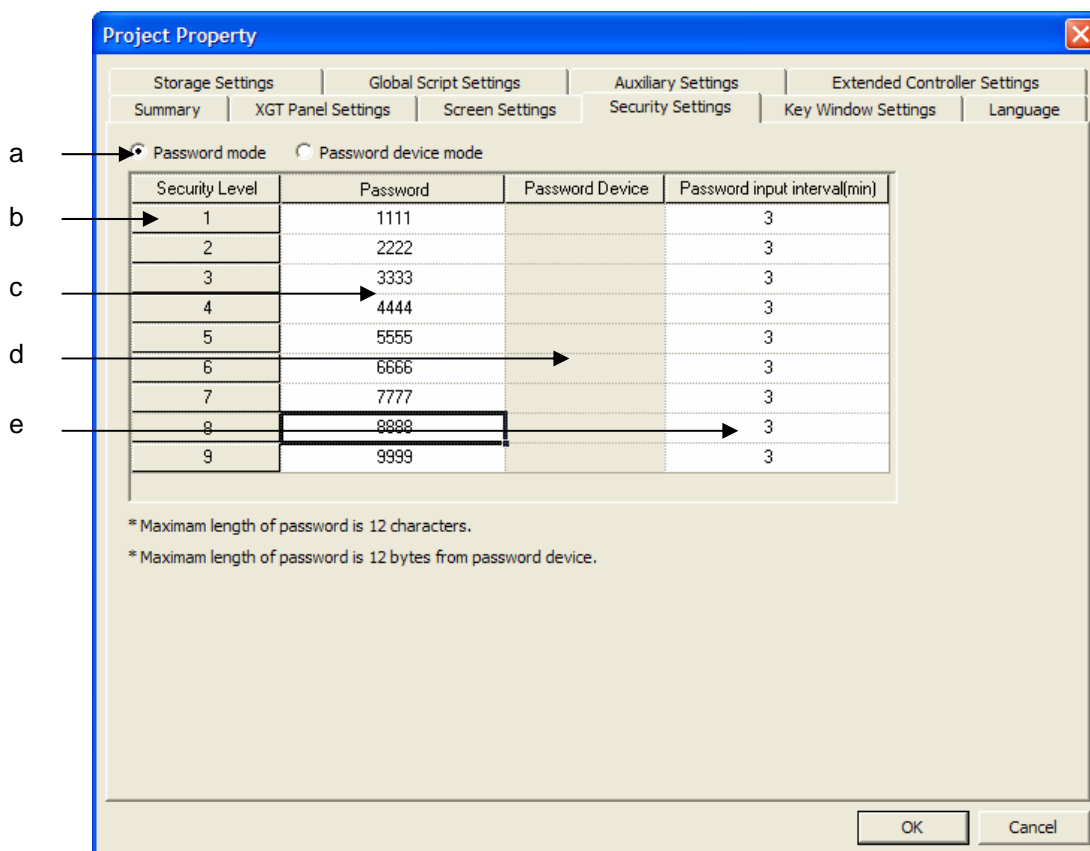 Project Property
Storage Settings Global Script Settings Auxiliary Settings Extended Controller Settings
Summary XGT Panel Settings Screen Settings Security Settings Key Window Settings Language
a Password mode Password device mode
Security Level Password Password Device Password input interval(min)
b 1 1111 3
2 2222 3
c 3 3333 3
4 4444 3
5 5555 3
d 6 6666 3
7 7777 3
e 8 8888 3
9 9999 3
* Maximam length of password is 12 characters.
* Maximam length of password is 12 bytes from password device.
OK Cancel